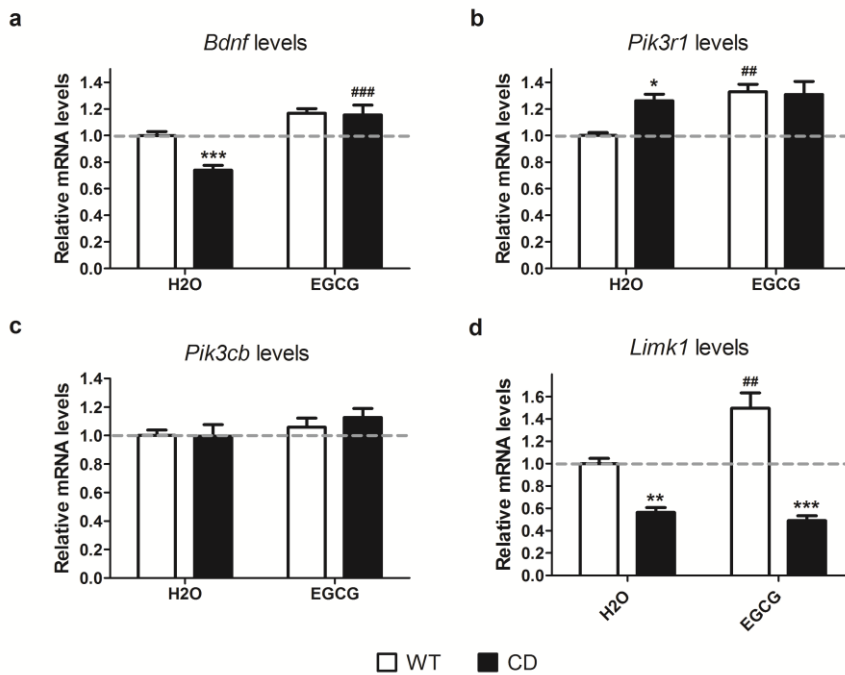 a
Bdnf levels
Relative mRNA levels
1.4
1.2
1.0
0.8
0.6
0.4
0.2
0.0
***
###
H2O
EGCG
b
Pik3r1 levels
Relative mRNA levels
1.4
1.2
1.0
0.8
0.6
0.4
0.2
0.0
*
##
H2O
EGCG
c
Pik3cb levels
Relative mRNA levels
1.4
1.2
1.0
0.8
0.6
0.4
0.2
0.0
H2O
EGCG
d
Limk1 levels
Relative mRNA levels
1.6
1.4
1.2
1.0
0.8
0.6
0.4
0.2
0.0
**
##
***
H2O
EGCG
WT
CD